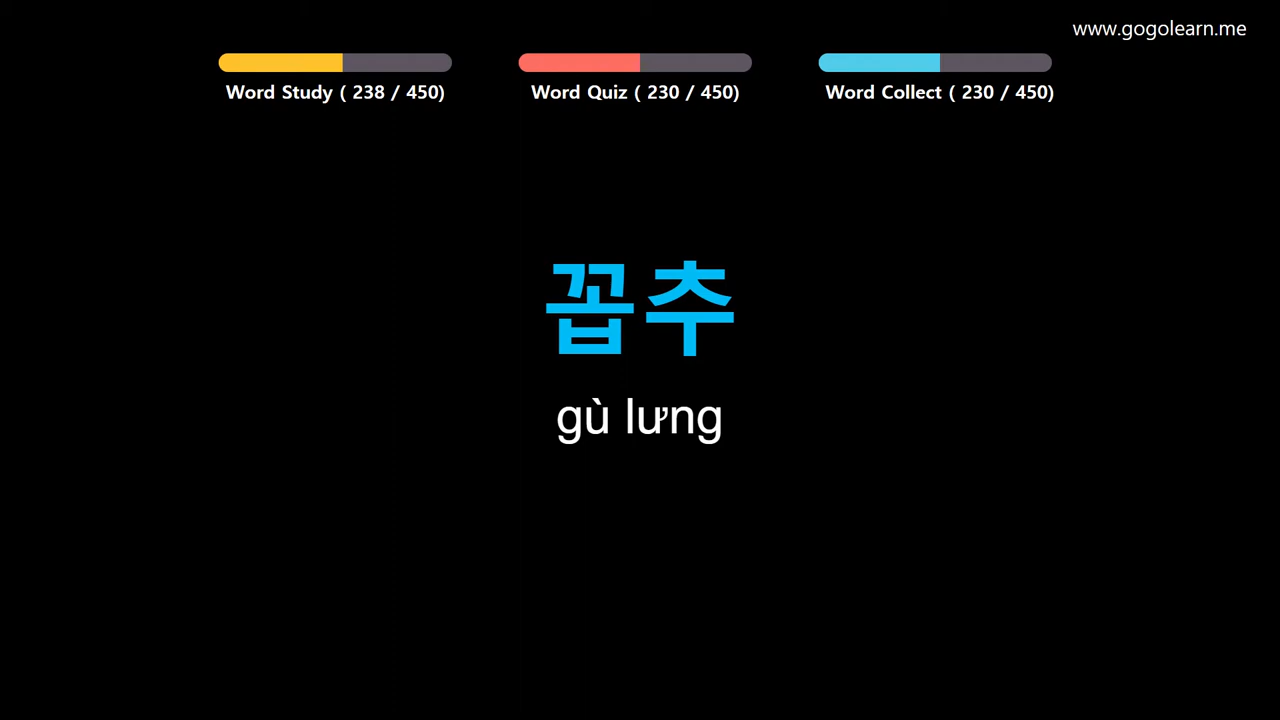 www.gogolearn.me
Word Study ( 238 / 450)
Word Quiz ( 230 / 450)
Word Collect ( 230 / 450)
꼽추
gù lưng